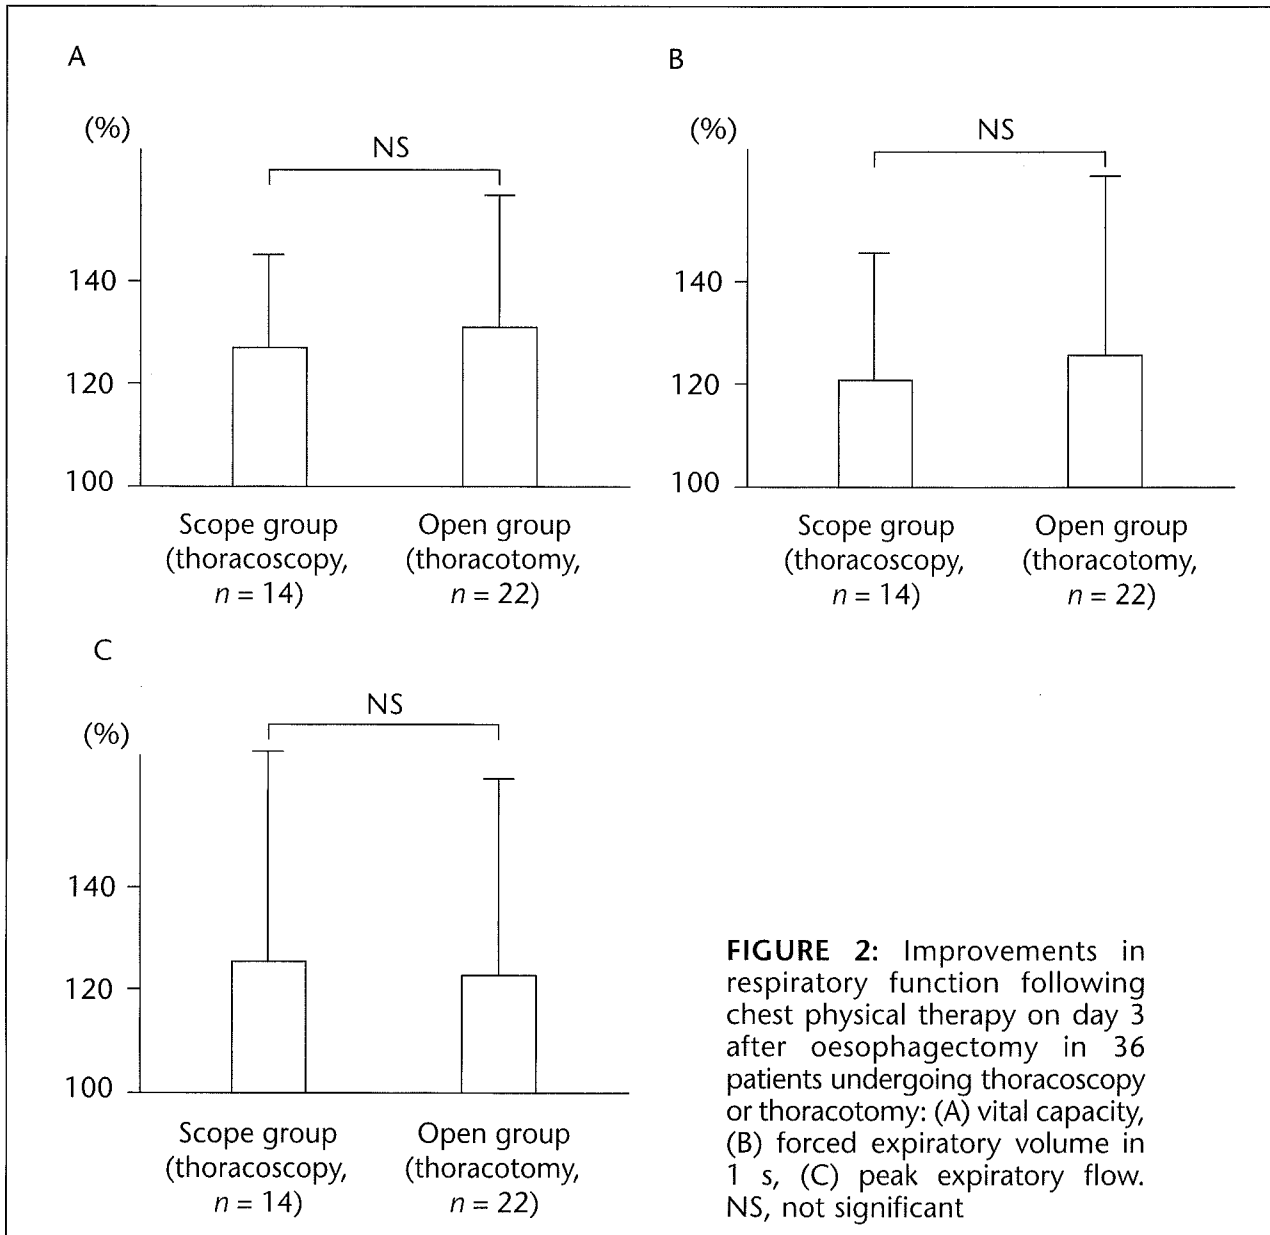 A
(%)
NS
140
120
100
Scope group
(thoracoscopy,
n = 14)
Open group
(thoracotomy,
n = 22)
B
(%)
NS
140
120
100
Scope group
(thoracoscopy,
n = 14)
Open group
(thoracotomy,
n = 22)
C
(%)
NS
140
120
100
Scope group
(thoracoscopy,
n = 14)
Open group
(thoracotomy,
n = 22)
FIGURE 2: Improvements in
respiratory function following
chest physical therapy on day 3
after oesophagectomy in 36
patients undergoing thoracoscopy
or thoracotomy: (A) vital capacity,
(B) forced expiratory volume in
1 s, (C) peak expiratory flow.
NS, not significant